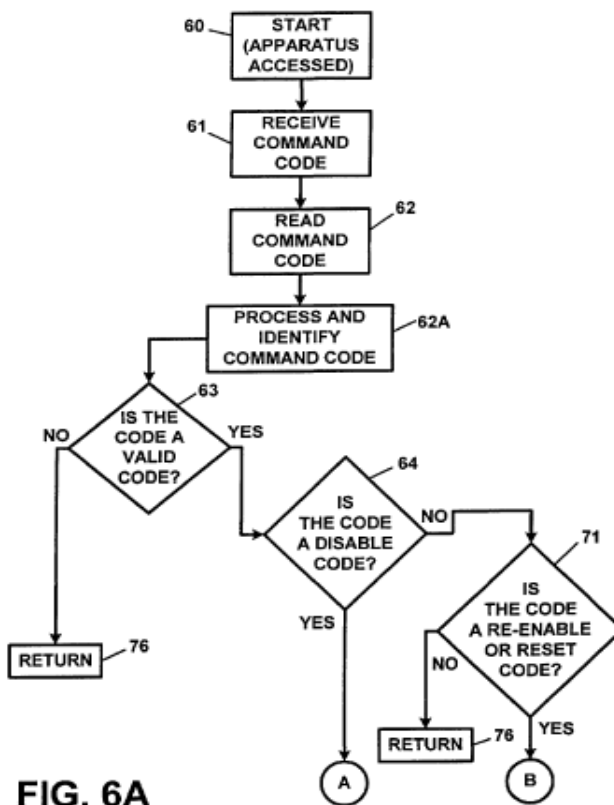 60
START
(APPARATUS
ACCESSED)
61
RECEIVE
COMMAND
CODE
62
READ
COMMAND
CODE
PROCESS AND
IDENTIFY
COMMAND CODE
62A
63
IS THE
CODE A
VALID
CODE?
NO
YES
64
IS
THE CODE
A DISABLE
CODE?
NO
YES
71
IS
THE CODE
A RE-ENABLE
OR RESET
CODE?
NO
YES
RETURN
76
RETURN
76
A
B
FIG. 6A